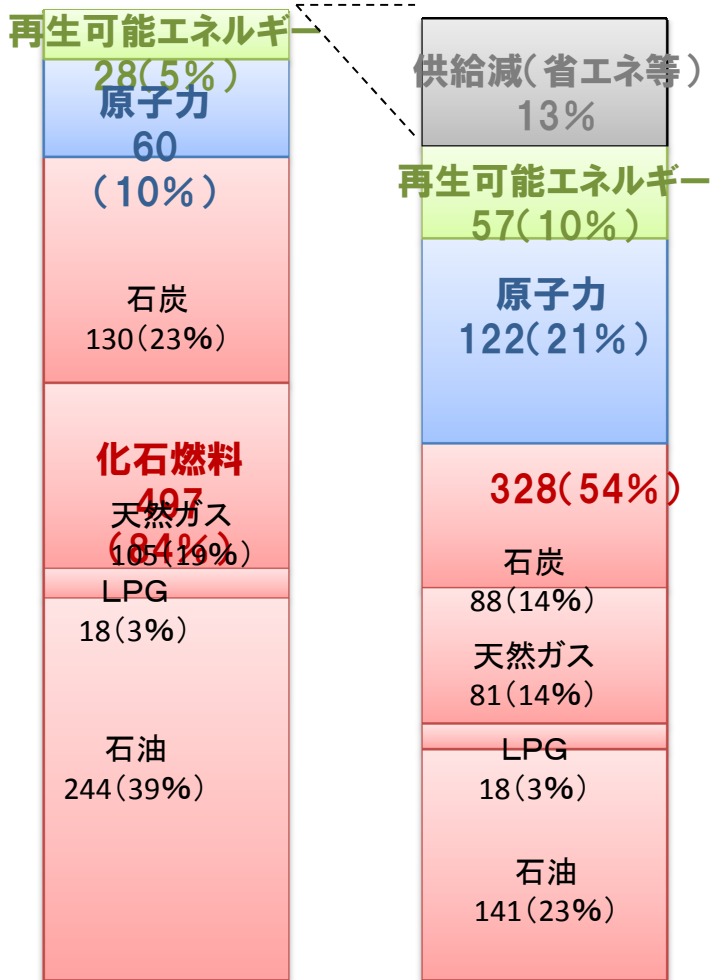 再生可能エネルギー
28(5%)
原子力
60
(10%)
石炭
130(23%)
化石燃料
497
(84%)
天然ガス
105(19%)
LPG
18(3%)
石油
244(39%)
供給減(省エネ等)
13%
再生可能エネルギー
57(10%)
原子力
122(21%)
328(54%)
石炭
88(14%)
天然ガス
81(14%)
LPG
18(3%)
石油
141(23%)